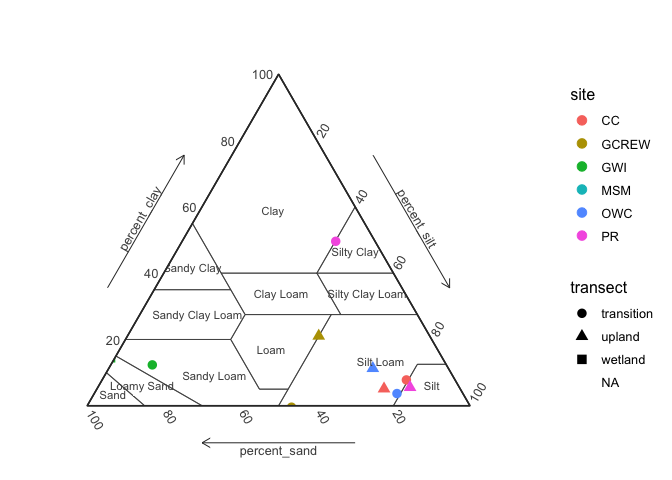 100
80
20
site
CC
GCREW
GWI
MSM
OWC
PR
percent_clay
percent_silt
60
40
Clay
Silty Clay
60
40
Sandy Clay
Clay Loam
Silty Clay Loam
transect
transition
upland
wetland
NA
Sandy Clay Loam
80
20
Loam
Silt Loam
Sandy Loam
Loamy Sand
Silt
Sand
100
100
80
60
40
20
percent_sand